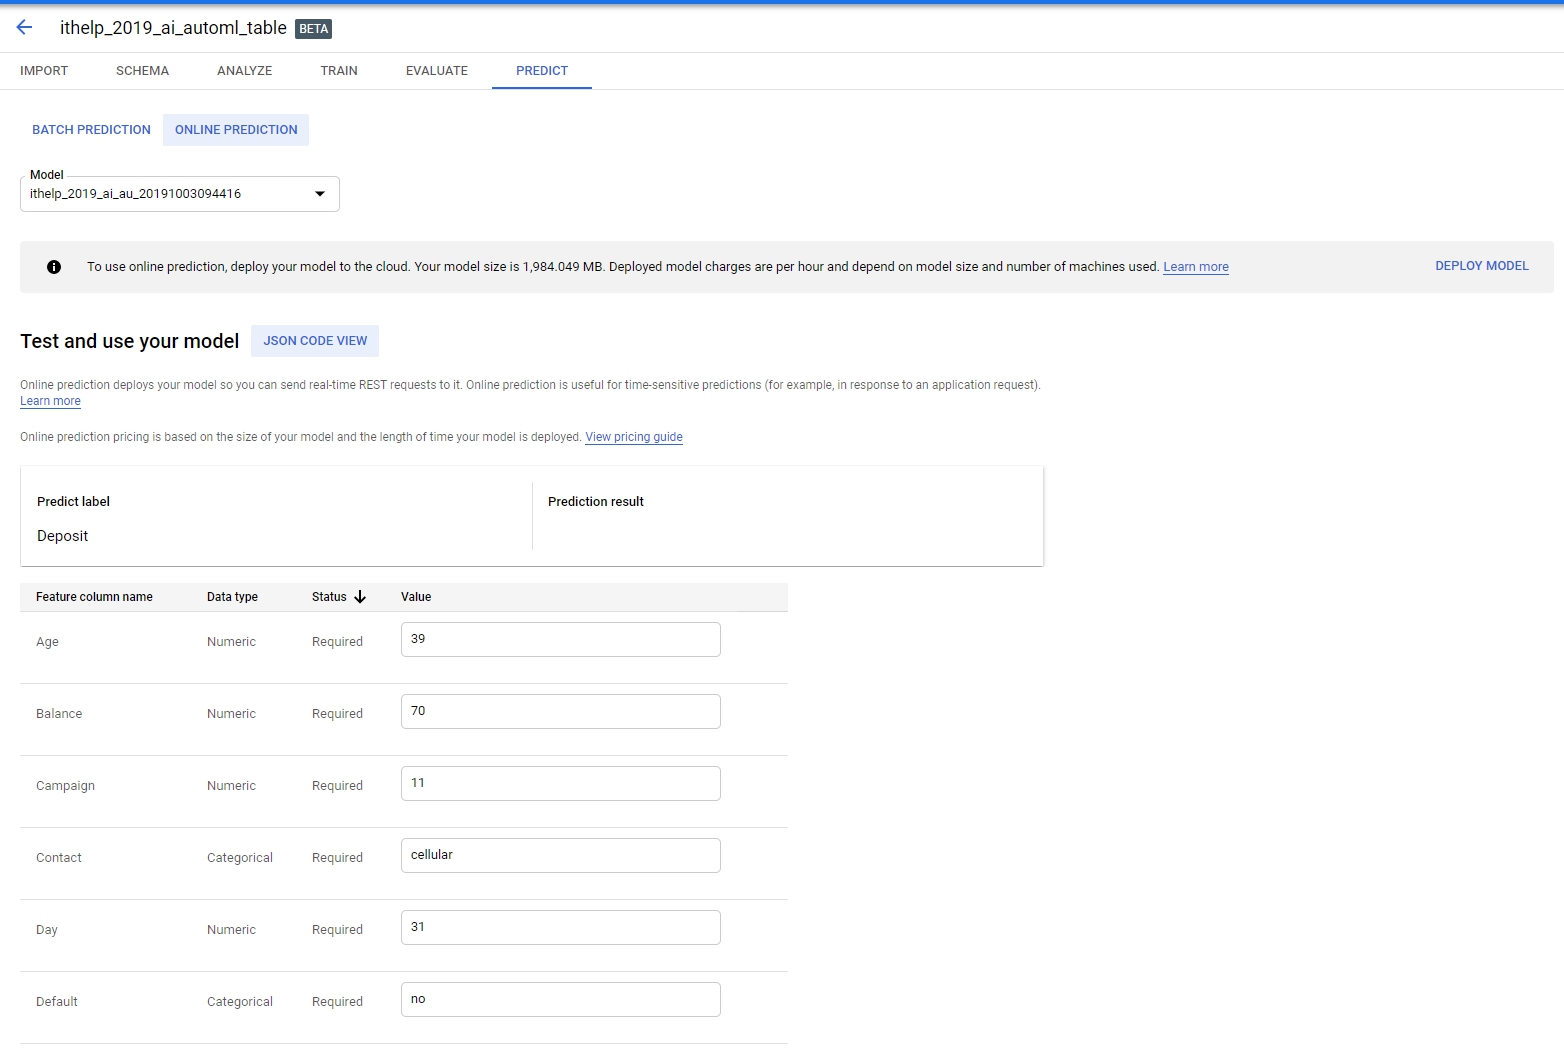 ithelp_2019_ai_automl_table BETA
IMPORT SCHEMA ANALYZE TRAIN EVALUATE PREDICT
BATCH PREDICTION ONLINE PREDICTION
Model
ithelp_2019_ai_au_20191003094416
To use online prediction, deploy your model to the cloud. Your model size is 1,984.049 MB. Deployed model charges are per hour and depend on model size and number of machines used. Learn more DEPLOY MODEL
Test and use your model JSON CODE VIEW
Online prediction deploys your model so you can send real-time REST requests to it. Online prediction is useful for time-sensitive predictions (for example, in response to an application request).
Learn more
Online prediction pricing is based on the size of your model and the length of time your model is deployed. View pricing guide
Predict label Prediction result
Deposit
Feature column name Data type Status Value
Age Numeric Required 39
Balance Numeric Required 70
Campaign Numeric Required 11
Contact Categorical Required cellular
Day Numeric Required 31
Default Categorical Required no